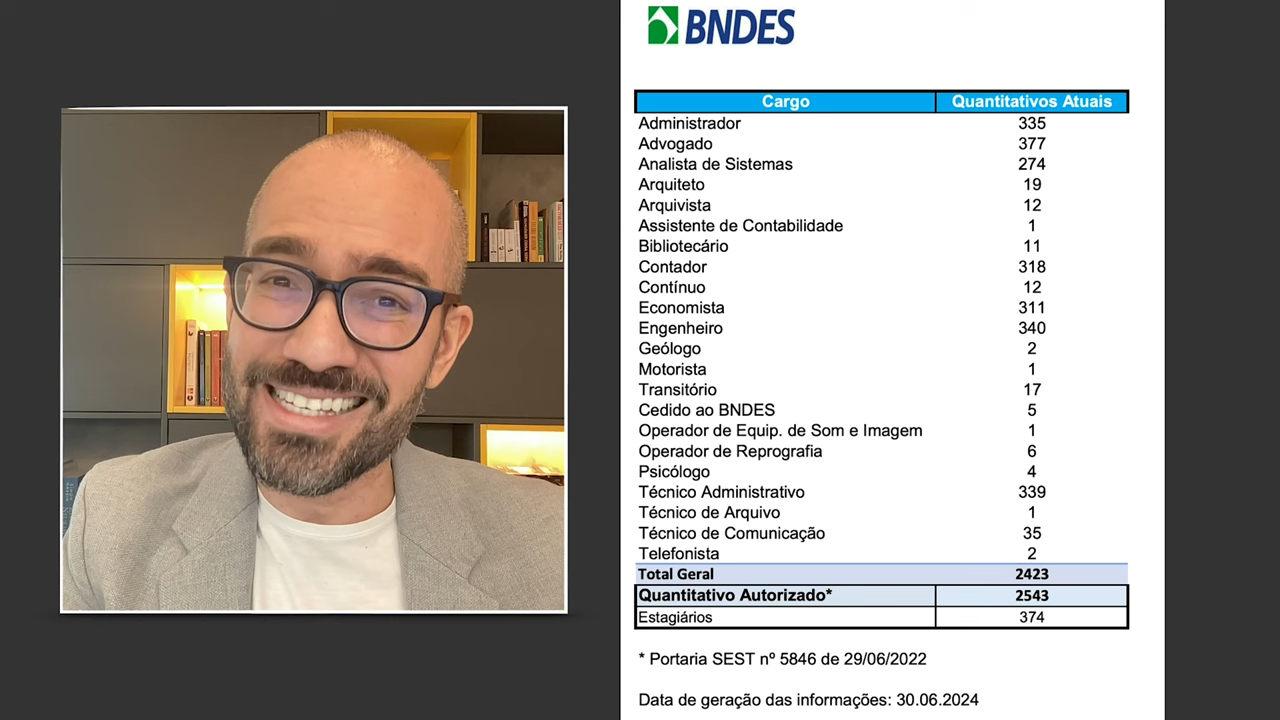 BNDES
Cargo Quantitativos Atuais
Administrador 335
Advogado 377
Analista de Sistemas 274
Arquiteto 19
Arquivista 12
Assistente de Contabilidade 1
Bibliotecário 11
Contador 318
Contínuo 12
Economista 311
Engenheiro 340
Geólogo 2
Motorista 1
Transitório 17
Cedido ao BNDES 5
Operador de Equip. de Som e Imagem 1
Operador de Reprografia 6
Psicólogo 4
Técnico Administrativo 339
Técnico de Arquivo 1
Técnico de Comunicação 35
Telefonista 2
Total Geral 2423
Quantitativo Autorizado* 2543
Estagiários 374
* Portaria SEST nº 5846 de 29/06/2022
Data de geração das informações: 30.06.2024